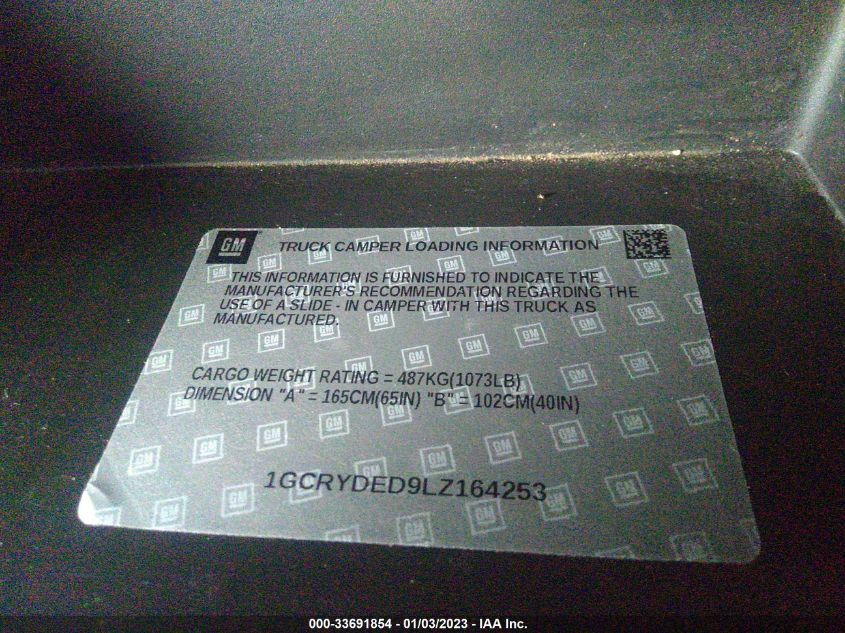 GM
TRUCK CAMPER LOADING INFORMATION
THIS INFORMATION IS FURNISHED TO INDICATE THE
MANUFACTURER'S RECOMMENDATION REGARDING THE
USE OF A SLIDE - IN CAMPER WITH THIS TRUCK AS
MANUFACTURED.
CARGO WEIGHT RATING = 487KG(1073LB)
DIMENSION "A" = 165CM(65IN) "B" = 102CM(40IN)
1GCRYDED9LZ164253
000-33691854 - 01/03/2023 - IAA Inc.